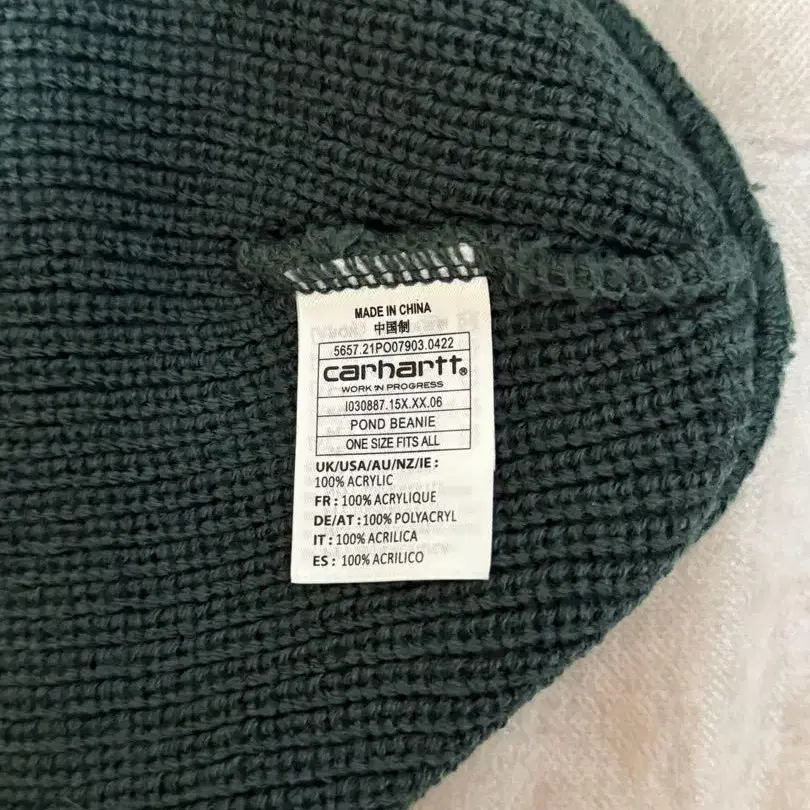 MADE IN CHINA
中国制
5657.21PO07903.0422
carhartt®
WORK IN PROGRESS
I030887.15X.XX.06
POND BEANIE
ONE SIZE FITS ALL
UK/USA/AU/NZ/IE :
100% ACRYLIC
FR : 100% ACRYLIQUE
DE/AT : 100% POLYACRYL
IT : 100% ACRILICA
ES : 100% ACRILICO